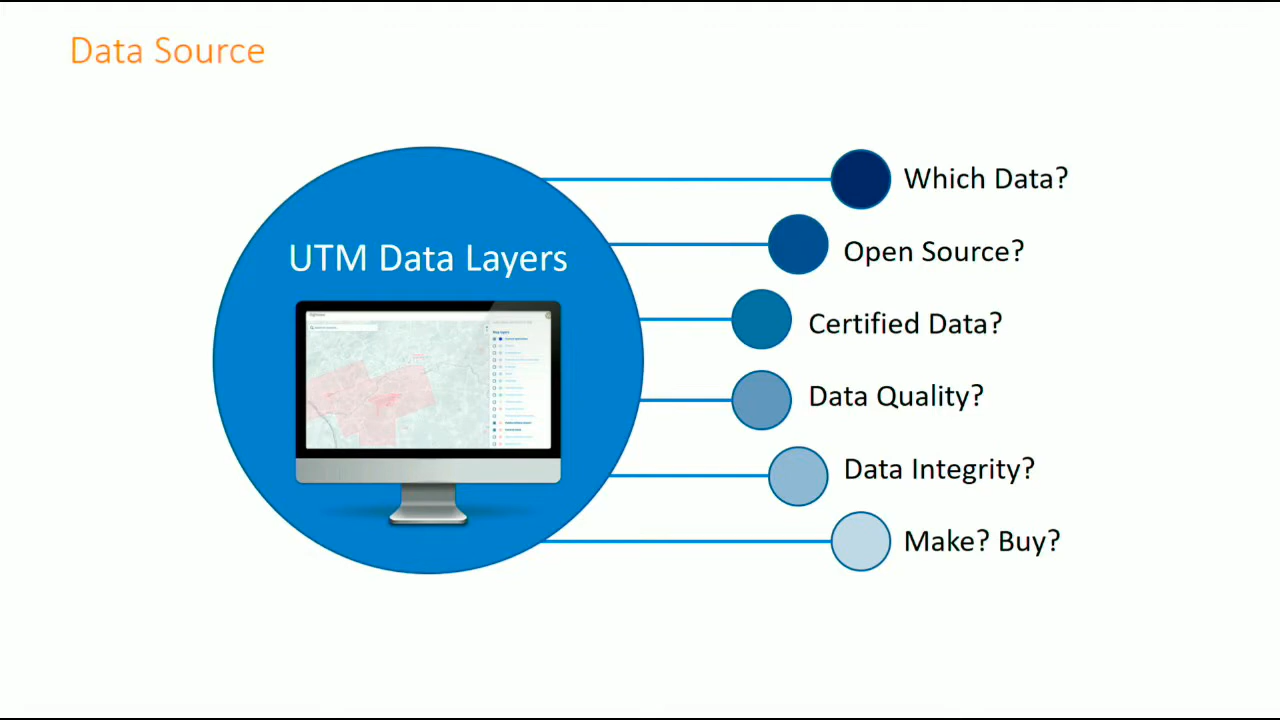 Data Source
UTM Data Layers
Which Data?
Open Source?
Certified Data?
Data Quality?
Data Integrity?
Make? Buy?